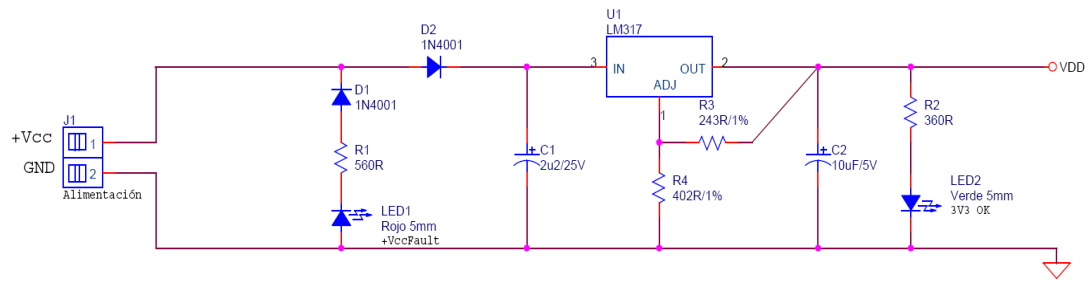 U1
LM317
D2
1N4001
3
IN
OUT
2
VDD
ADJ
1
D1
1N4001
R3
243R/1%
R2
360R
J1
+Vcc
1
GND
2
Alimentación
R1
560R
C1
2u2/25V
C2
10uF/5V
R4
402R/1%
LED1
Rojo 5mm
+VccFault
LED2
Verde 5mm
3V3 OK